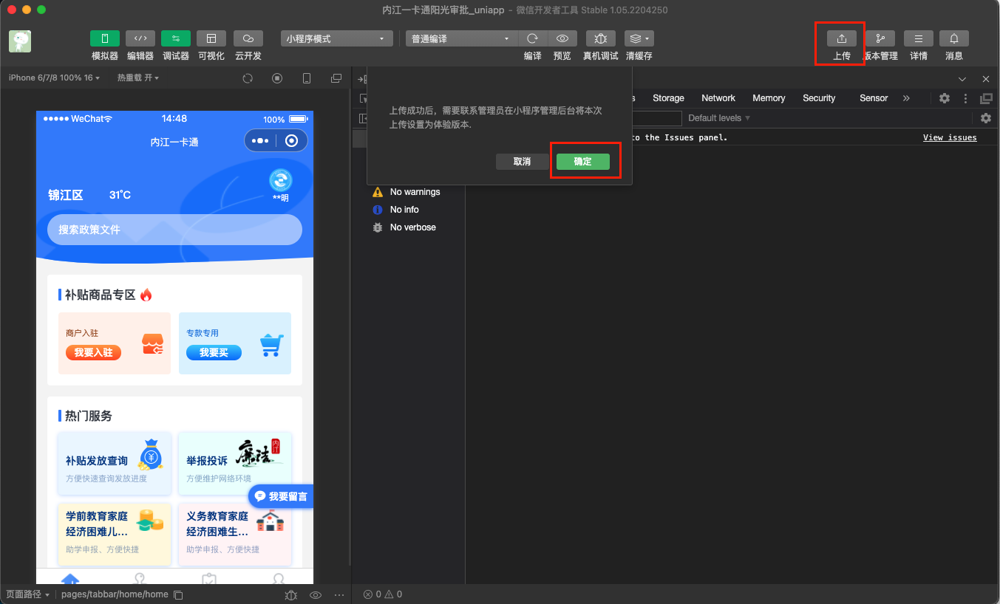 内江一卡通阳光审批_uniapp - 微信开发者工具 Stable 1.05.2204250
模拟器
编辑器
调试器
可视化
云开发
小程序模式
普通编译
编译
预览
真机调试
清缓存
上传
版本管理
详情
消息
iPhone 6/7/8 100% 16
热重载 开
WeChat
14:48
100%
内江一卡通
锦江区
31℃
**明
搜索政策文件
补贴商品专区
商户入驻
我要入驻
专款专用
我要买
热门服务
补贴发放查询
方便快速查询发放进度
举报投诉
方便维护网络环境
廉洁
内江
我要留言
学前教育家庭
经济困难儿...
助学申报、方便快捷
义务教育家庭
经济困难生...
助学申报、方便快捷
页面路径
pages/tabbar/home/home
上传成功后，需要联系管理员在小程序管理后台将本次
上传设置为体验版本.
取消
确定
s
Storage
Network
Memory
Security
Sensor
Default levels
to the Issues panel.
View issues
No warnings
No info
No verbose
0
0